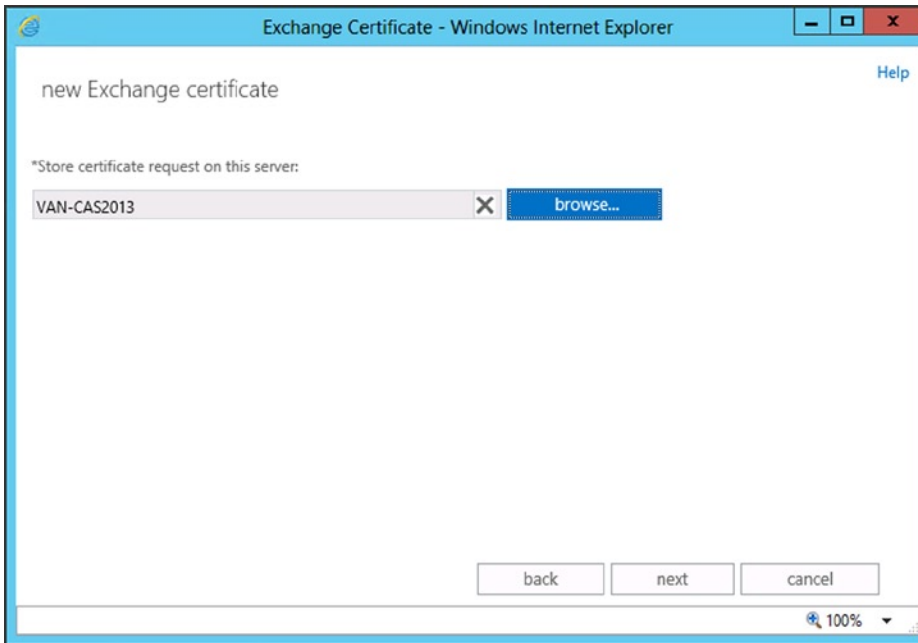 Exchange Certificate - Windows Internet Explorer
Help
new Exchange certificate
*Store certificate request on this server:
VAN-CAS2013
browse...
back next cancel
100%